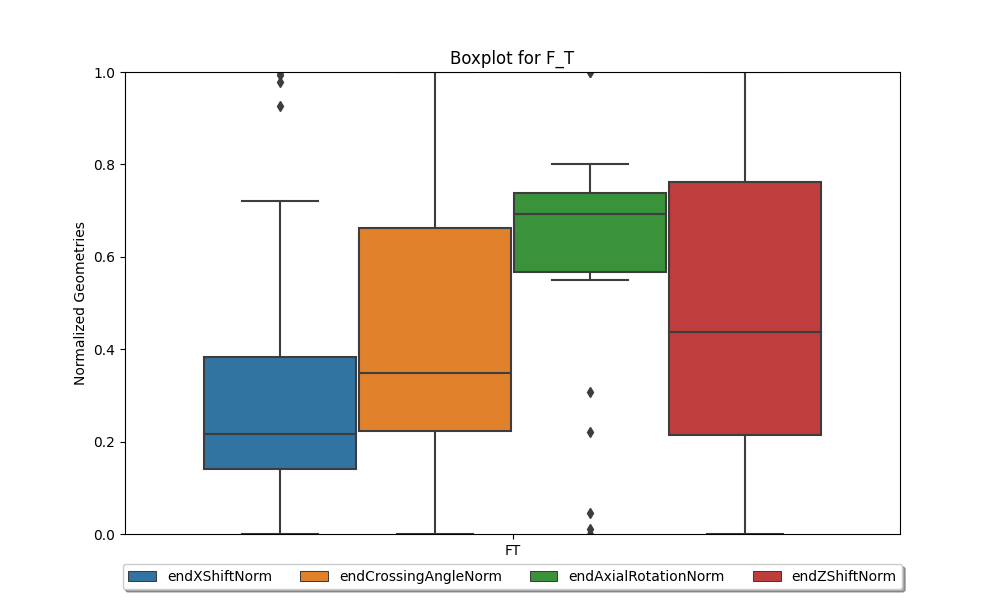 Boxplot for F_T
1.0
0.8
0.6
0.4
0.2
0.0
Normalized Geometries
FT
endXShiftNorm endCrossingAngleNorm endAxialRotationNorm endZShiftNorm